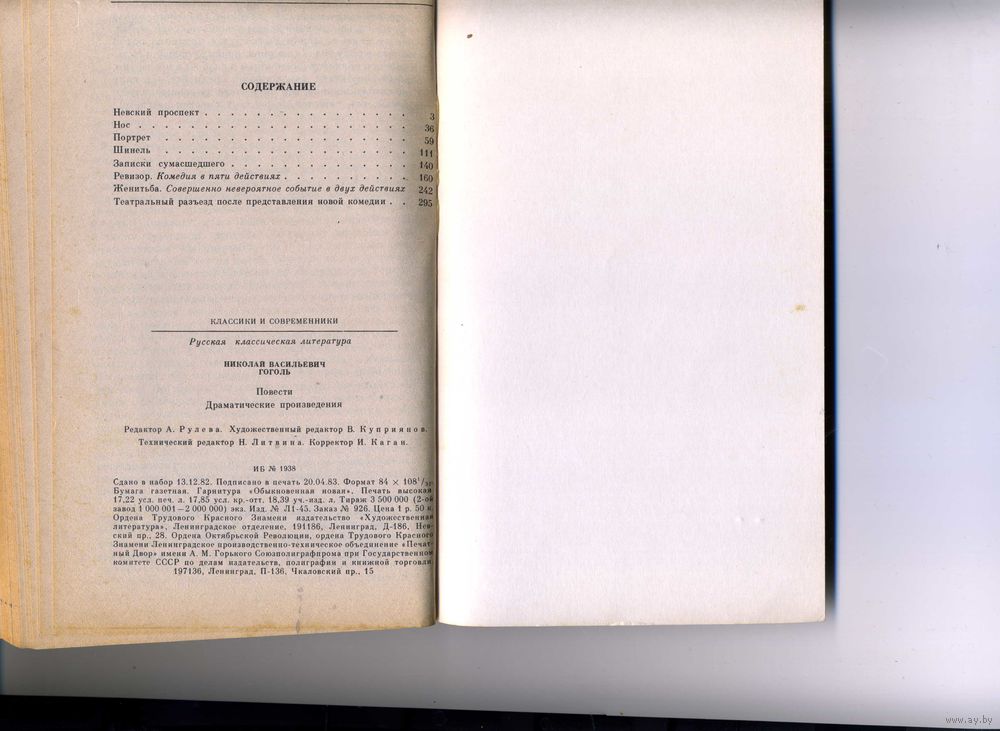 СОДЕРЖАНИЕ
Невский проспект . . . . . . . . . . . . . . . . 3
Нос . . . . . . . . . . . . . . . . . . . . . 36
Портрет . . . . . . . . . . . . . . . . . . . 59
Шинель . . . . . . . . . . . . . . . . . . . 111
Записки сумасшедшего . . . . . . . . . . . . . . 140
Ревизор. Комедия в пяти действиях . . . . . . . . . . 160
Женитьба. Совершенно невероятное событие в двух действиях 242
Театральный разъезд после представления новой комедии . . 295
КЛАССИКИ И СОВРЕМЕННИКИ
Русская классическая литература
НИКОЛАЙ ВАСИЛЬЕВИЧ
ГОГОЛЬ
Повести
Драматические произведения
Редактор А. Рулева. Художественный редактор В. Куприянов.
Технический редактор Н. Литвина. Корректор И. Каган.
ИБ № 1938
Сдано в набор 13.12.82. Подписано в печать 20.04.83. Формат 84 × 108¹/₃₂.
Бумага газетная. Гарнитура «Обыкновенная новая». Печать высокая.
17,22 усл. печ. л. 17,85 усл. кр.-отт. 18,39 уч.-изд. л. Тираж 3 500 000 (2-ой
завод 1 000 001—2 000 000) экз. Изд. № Л1-45. Заказ № 926. Цена 1 р. 50 к.
Ордена Трудового Красного Знамени издательство «Художественная
литература», Ленинградское отделение, 191186, Ленинград, Д-186, Нев-
ский пр., 28. Ордена Октябрьской Революции, ордена Трудового Красного
Знамени Ленинградское производственно-техническое объединение «Печат-
ный Двор» имени А. М. Горького Союзполиграфпрома при Государственном
комитете СССР по делам издательств, полиграфии и книжной торговли.
197136, Ленинград, П-136, Чкаловский пр., 15
www.ay.by